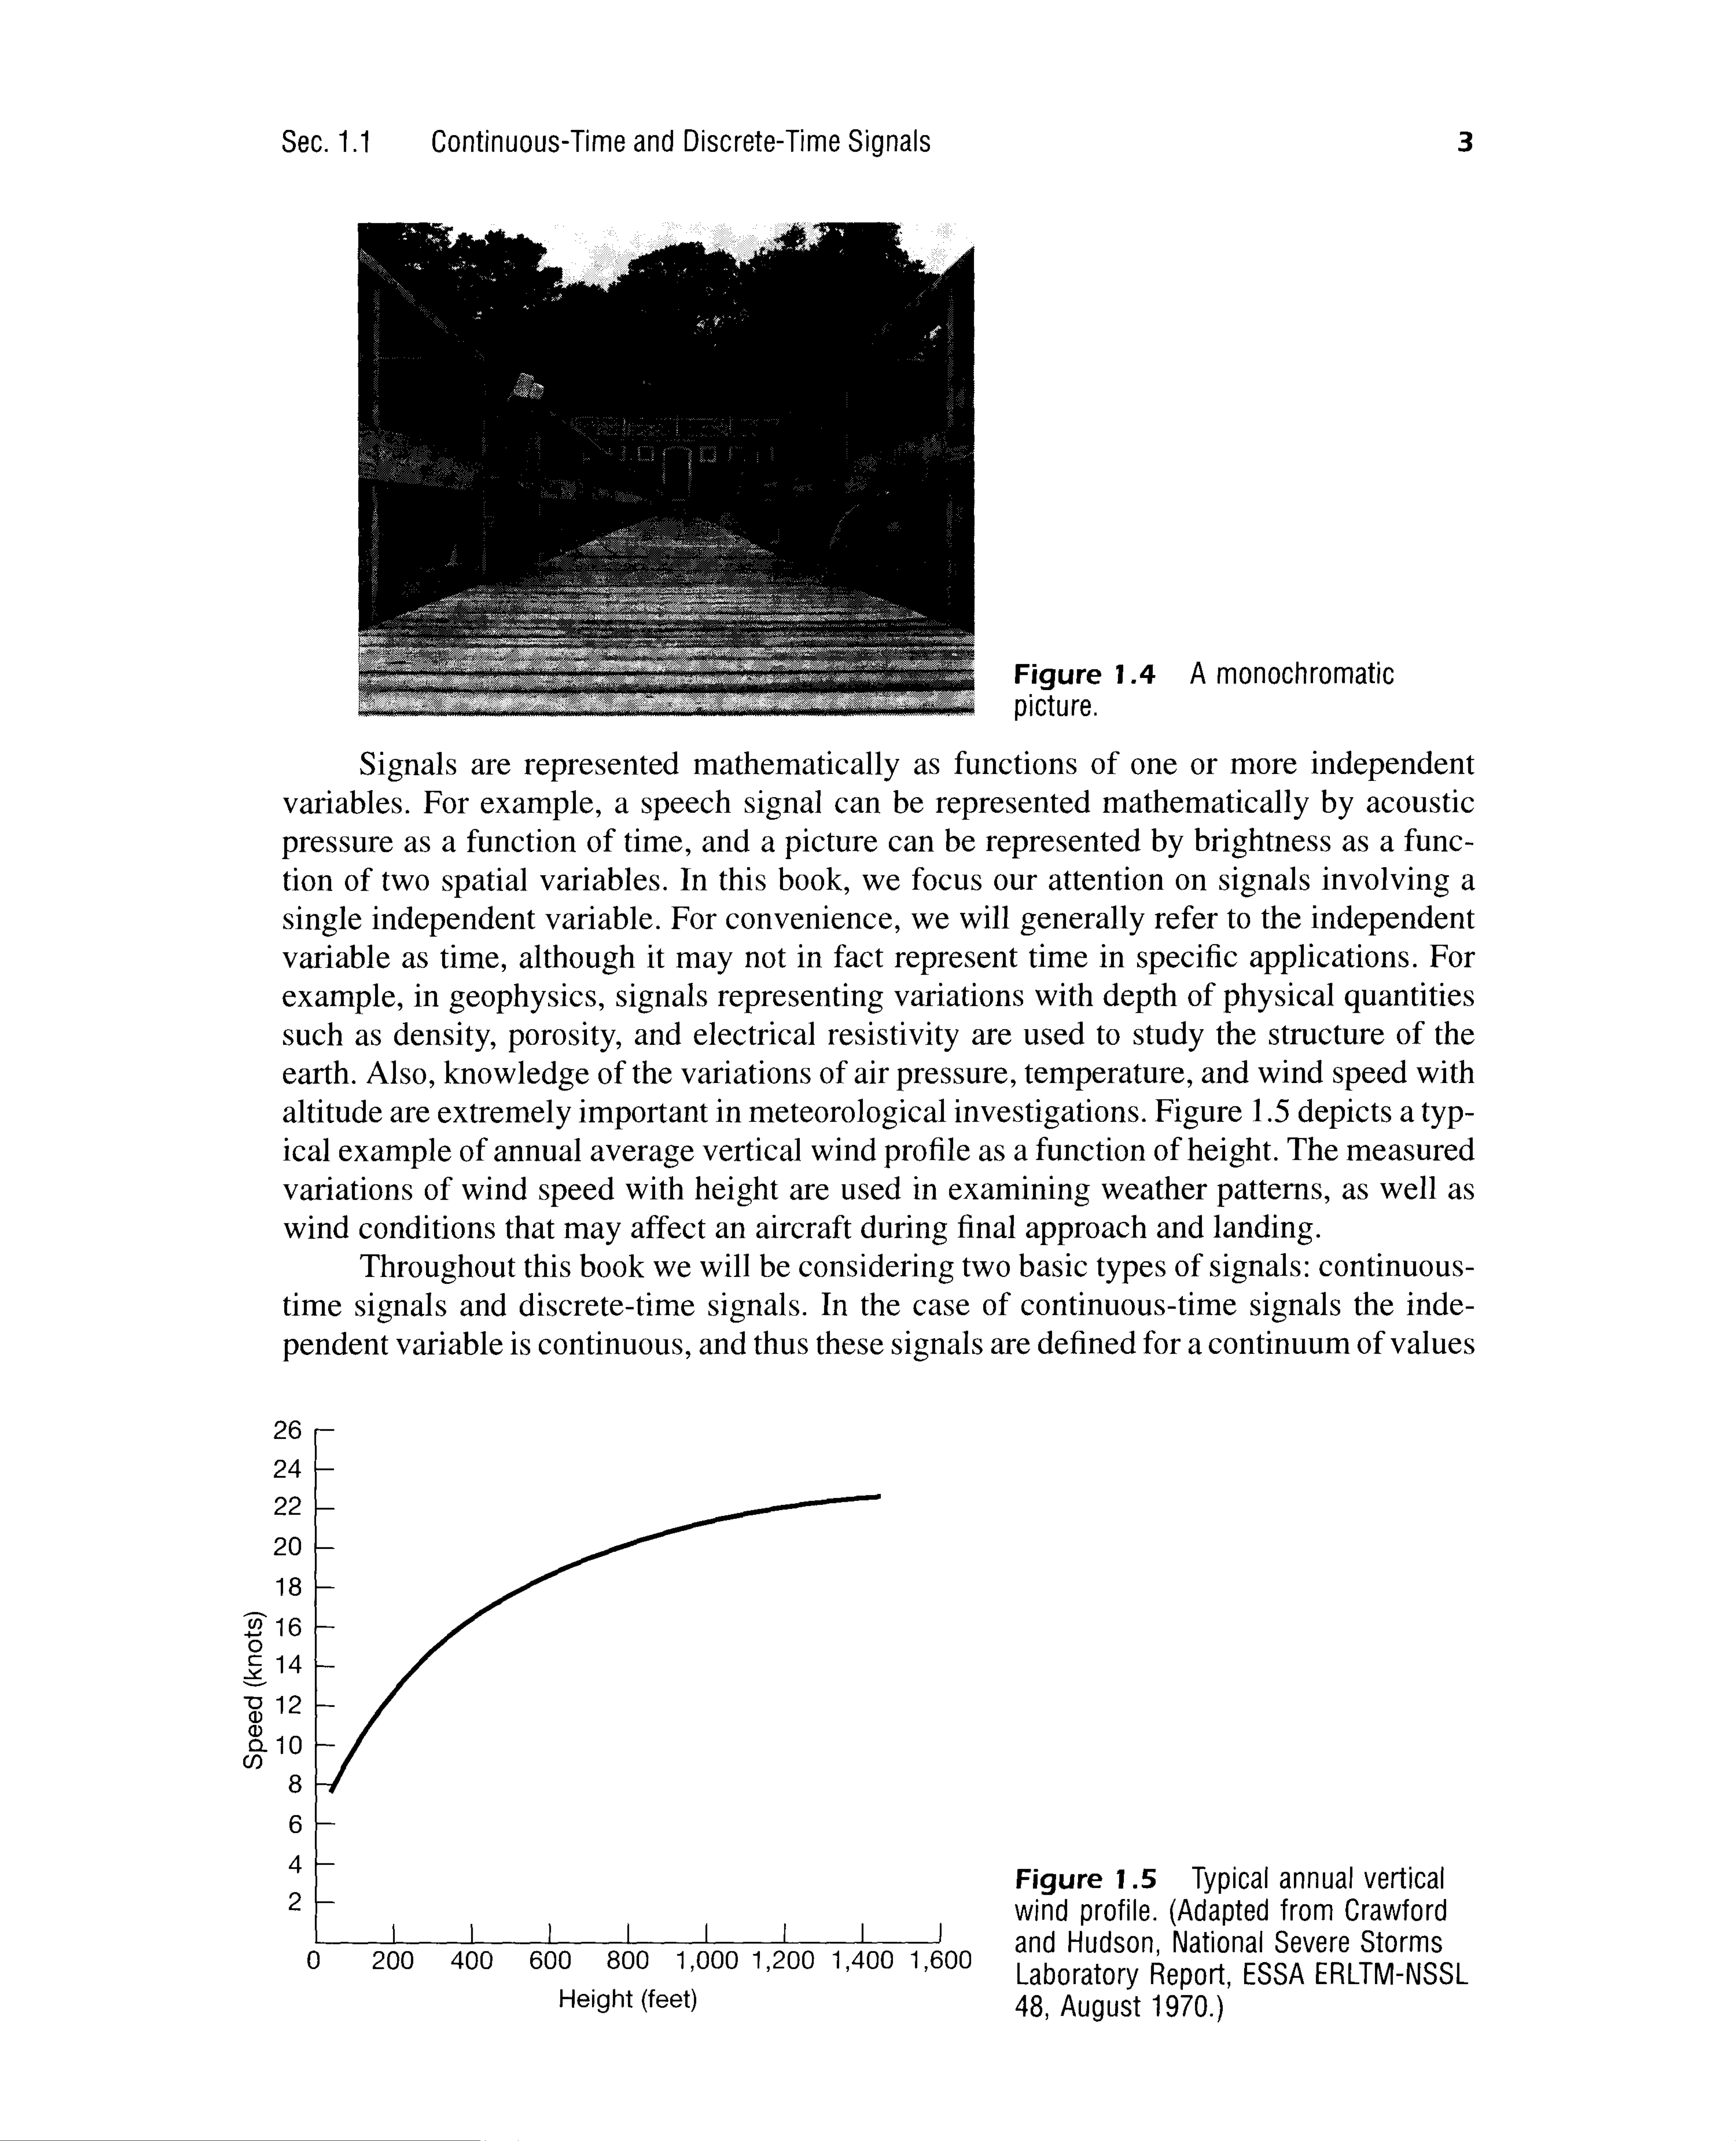 Sec. 1.1 Continuous-Time and Discrete-Time Signals 3
Figure 1.4 A monochromatic
picture.
Signals are represented mathematically as functions of one or more independent
variables. For example, a speech signal can be represented mathematically by acoustic
pressure as a function of time, and a picture can be represented by brightness as a func-
tion of two spatial variables. In this book, we focus our attention on signals involving a
single independent variable. For convenience, we will generally refer to the independent
variable as time, although it may not in fact represent time in specific applications. For
example, in geophysics, signals representing variations with depth of physical quantities
such as density, porosity, and electrical resistivity are used to study the structure of the
earth. Also, knowledge of the variations of air pressure, temperature, and wind speed with
altitude are extremely important in meteorological investigations. Figure 1.5 depicts a typ-
ical example of annual average vertical wind profile as a function of height. The measured
variations of wind speed with height are used in examining weather patterns, as well as
wind conditions that may affect an aircraft during final approach and landing.
Throughout this book we will be considering two basic types of signals: continuous-
time signals and discrete-time signals. In the case of continuous-time signals the inde-
pendent variable is continuous, and thus these signals are defined for a continuum of values
26
24
22
20
18
16
14
12
10
8
6
4
2
Speed (knots)
0 200 400 600 800 1,000 1,200 1,400 1,600
Height (feet)
Figure 1.5 Typical annual vertical
wind profile. (Adapted from Crawford
and Hudson, National Severe Storms
Laboratory Report, ESSA ERLTM-NSSL
48, August 1970.)